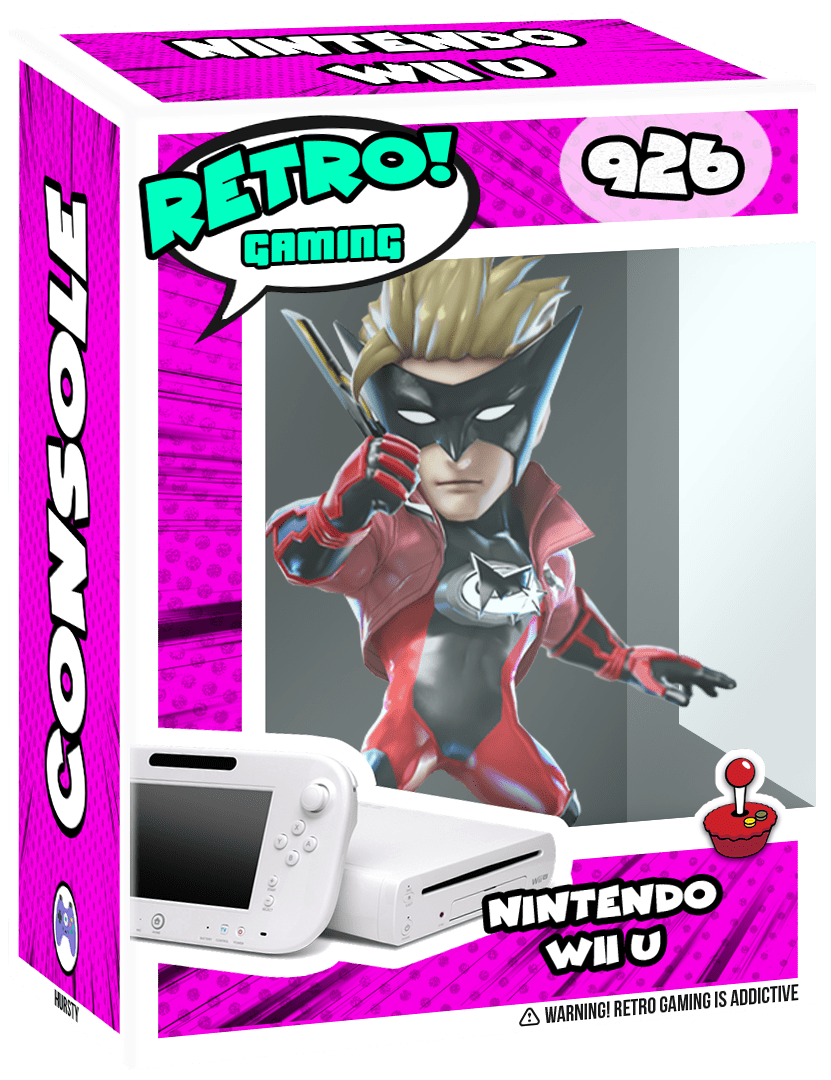 NINTENDO
WII U
RETRO!
GAMING
926
CONSOLE
NINTENDO
WII U
HURSTY
WARNING! RETRO GAMING IS ADDICTIVE